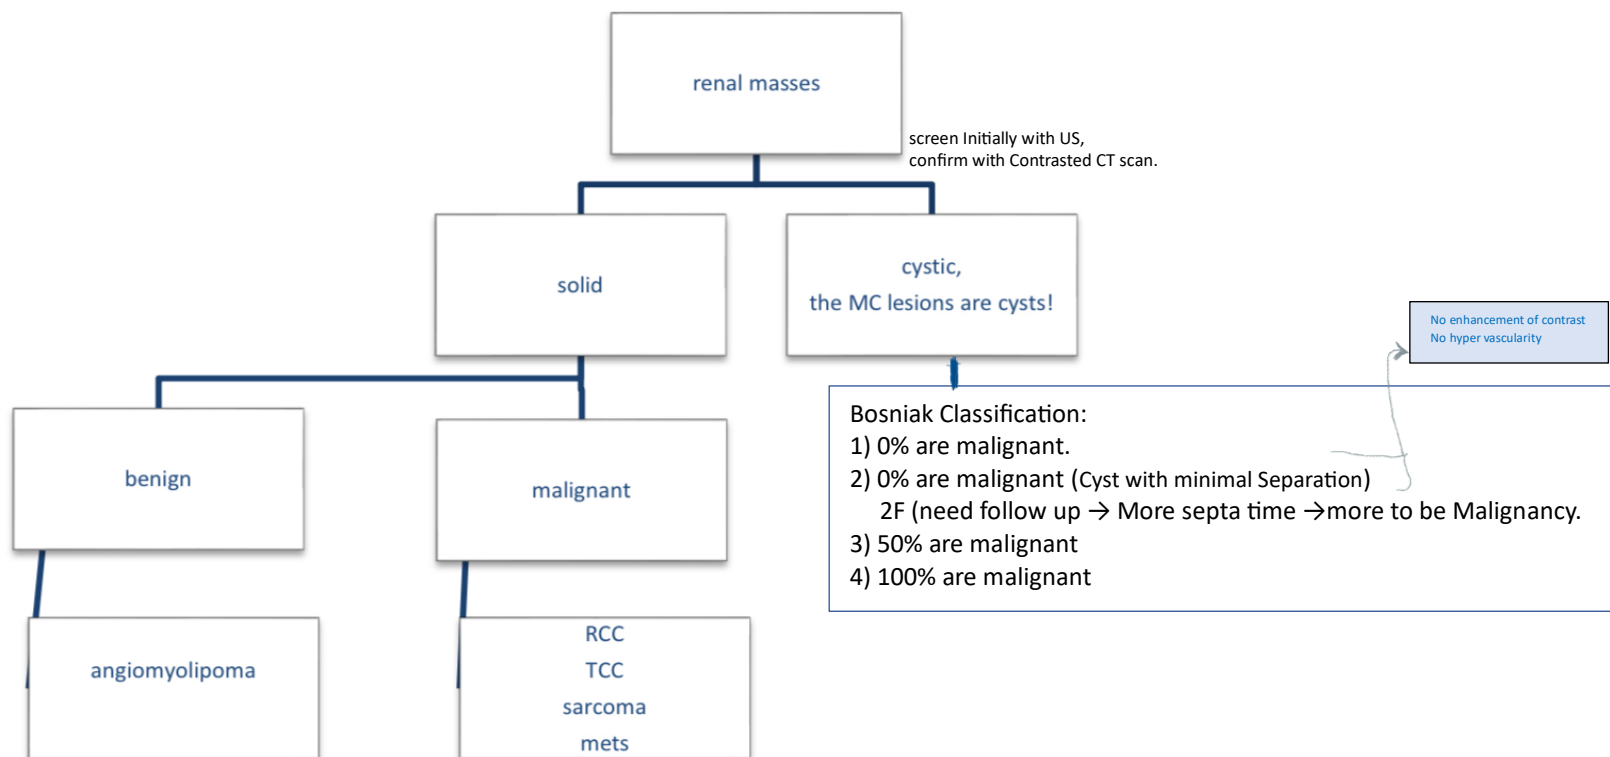 renal masses
screen Initially with US,
confirm with Contrasted CT scan.
solid
cystic,
the MC lesions are cysts!
No enhancement of contrast
No hyper vascularity
benign
malignant
Bosniak Classification:
1) 0% are malignant.
2) 0% are malignant (Cyst with minimal Separation)
2F (need follow up → More septa time →more to be Malignancy.
3) 50% are malignant
4) 100% are malignant
angiomyolipoma
RCC
TCC
sarcoma
mets